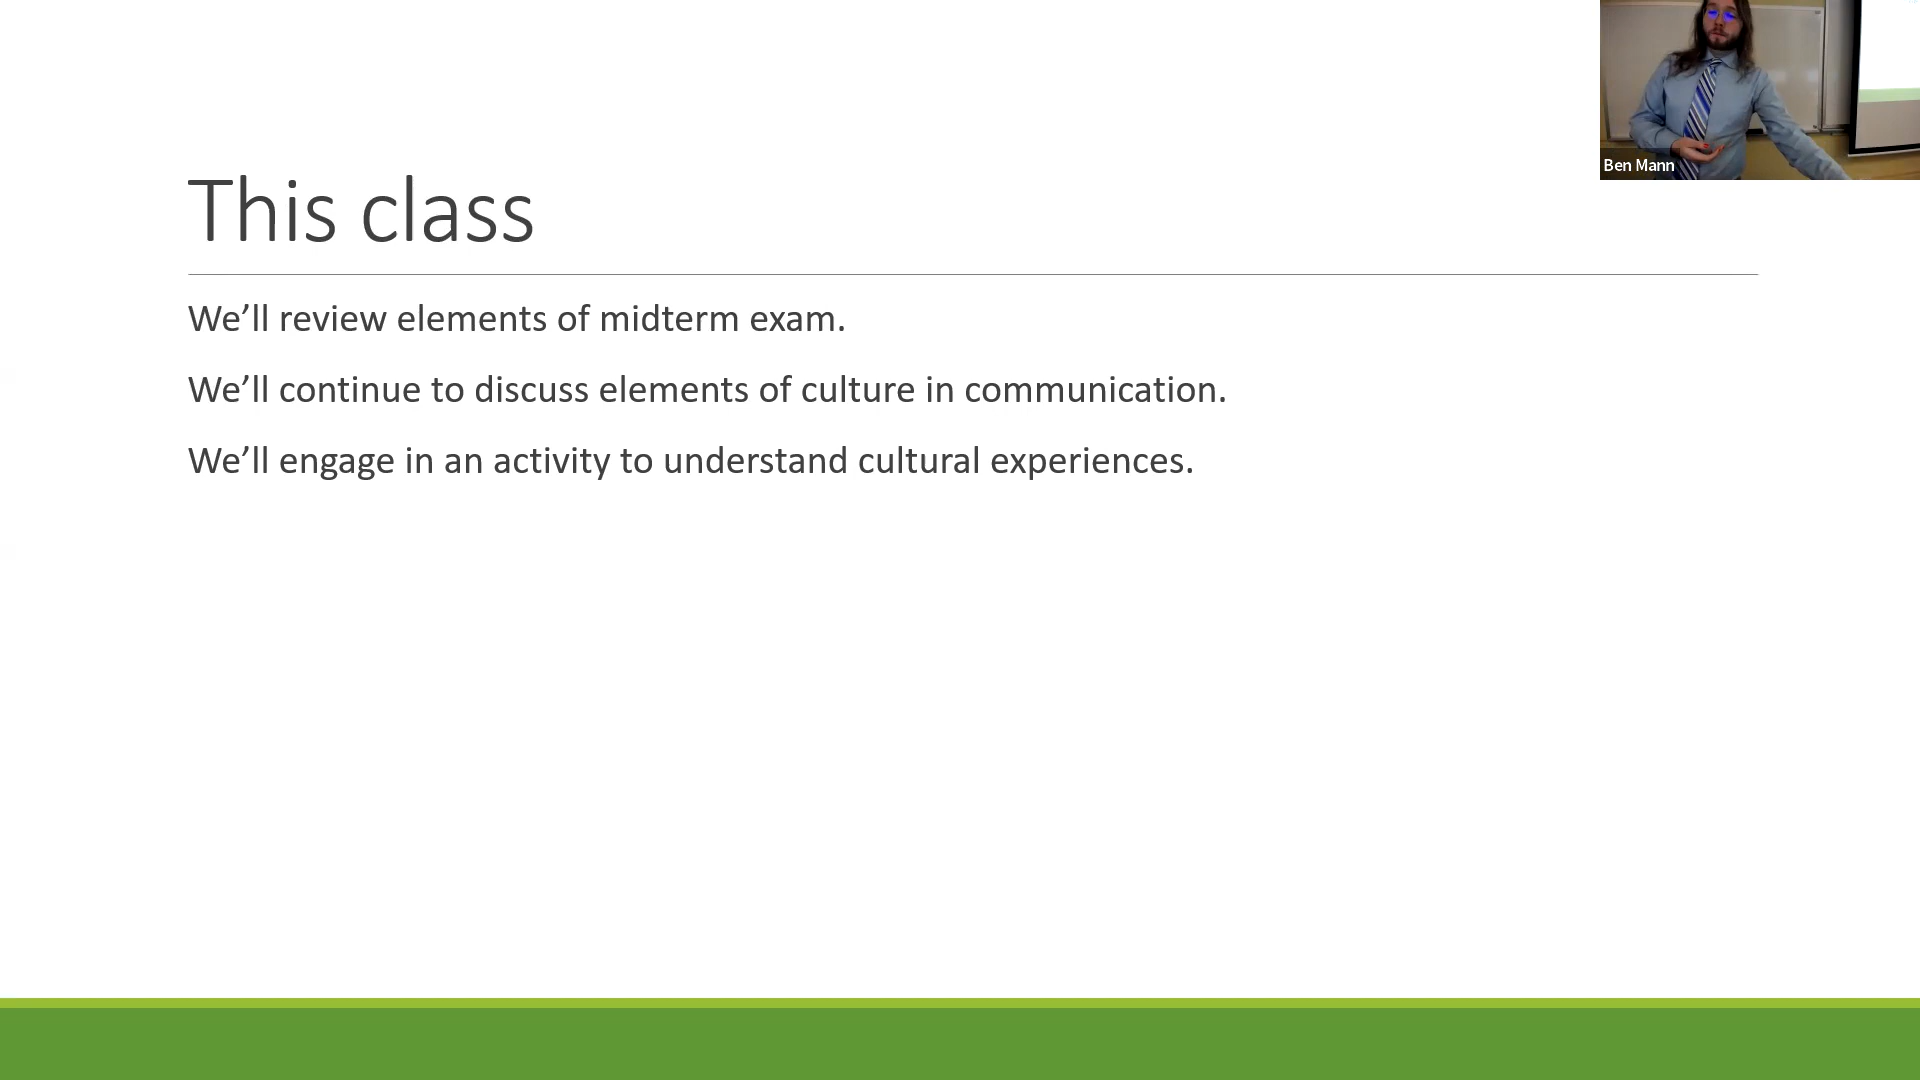 This class
We’ll review elements of midterm exam.
We’ll continue to discuss elements of culture in communication.
We’ll engage in an activity to understand cultural experiences.
Ben Mann